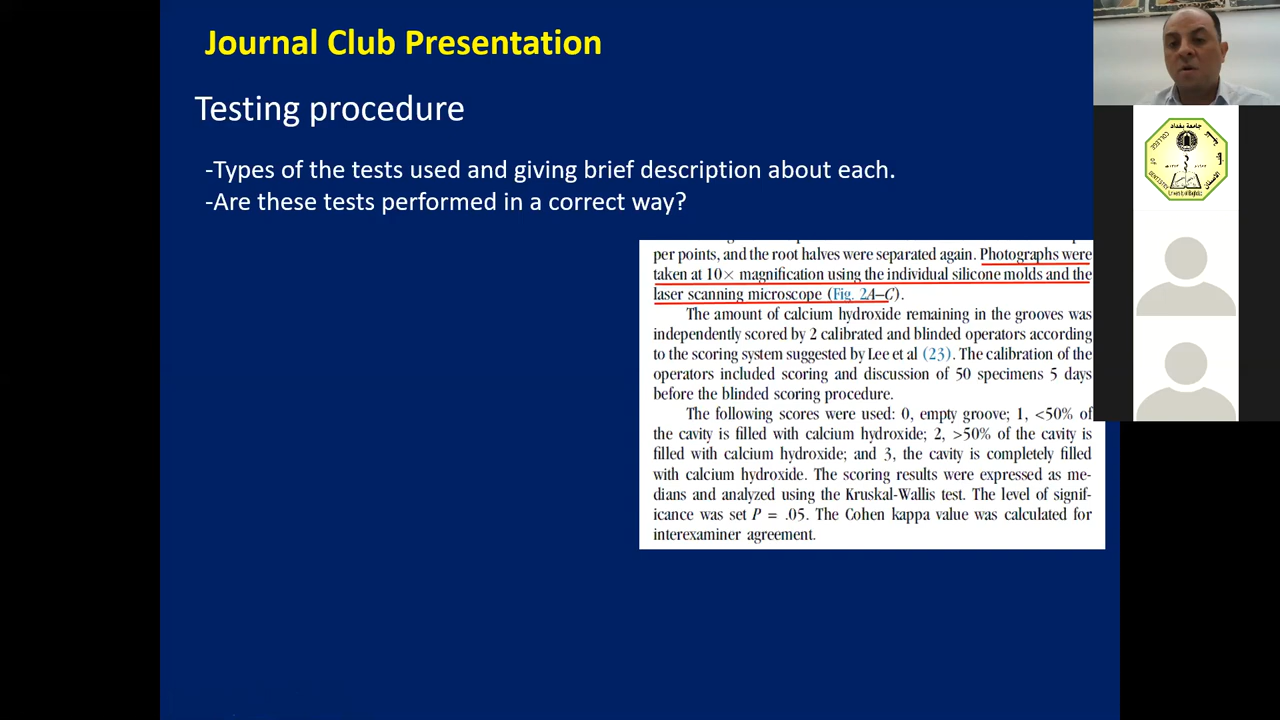 Journal Club Presentation
Testing procedure
-Types of the tests used and giving brief description about each.
-Are these tests performed in a correct way?
per points, and the root halves were separated again. Photographs were
taken at 10× magnification using the individual silicone molds and the
laser scanning microscope (Fig. 2A–C).
The amount of calcium hydroxide remaining in the grooves was
independently scored by 2 calibrated and blinded operators according
to the scoring system suggested by Lee et al (23). The calibration of the
operators included scoring and discussion of 50 specimens 5 days
before the blinded scoring procedure.
The following scores were used: 0, empty groove; 1, <50% of
the cavity is filled with calcium hydroxide; 2, >50% of the cavity is
filled with calcium hydroxide; and 3, the cavity is completely filled
with calcium hydroxide. The scoring results were expressed as me-
dians and analyzed using the Kruskal-Wallis test. The level of signif-
icance was set P = .05. The Cohen kappa value was calculated for
interexaminer agreement.
جامعة بغداد
COLLEGE
OF
DENTISTRY